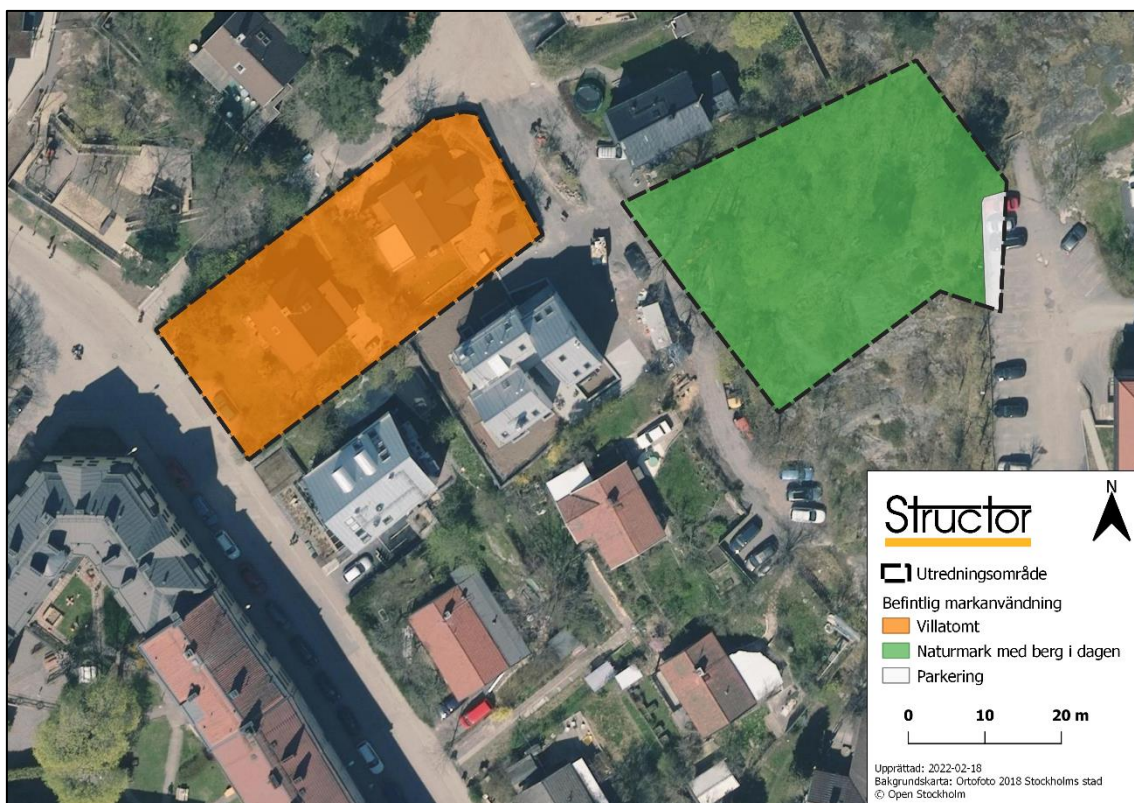 Structor
N
Utredningsområde
Befintlig markanvändning
Villatomt
Naturmark med berg i dagen
Parkering
0 10 20 m
Upprättad: 2022-02-18
Bakgrundskarta: Ortofoto 2018 Stockholms stad
© Open Stockholm